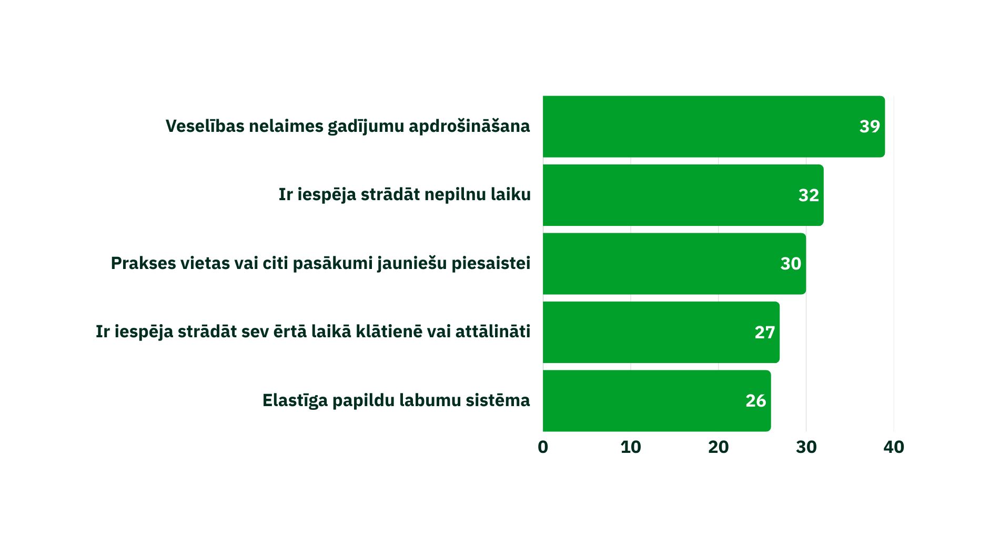 Veselības nelaimes gadījumu apdrošināšana
39
Ir iespēja strādāt nepilnu laiku
32
Prakses vietas vai citi pasākumi jauniešu piesaistei
30
Ir iespēja strādāt sev ērtā laikā klātienē vai attālināti
27
Elastīga papildu labumu sistēma
26
0 10 20 30 40